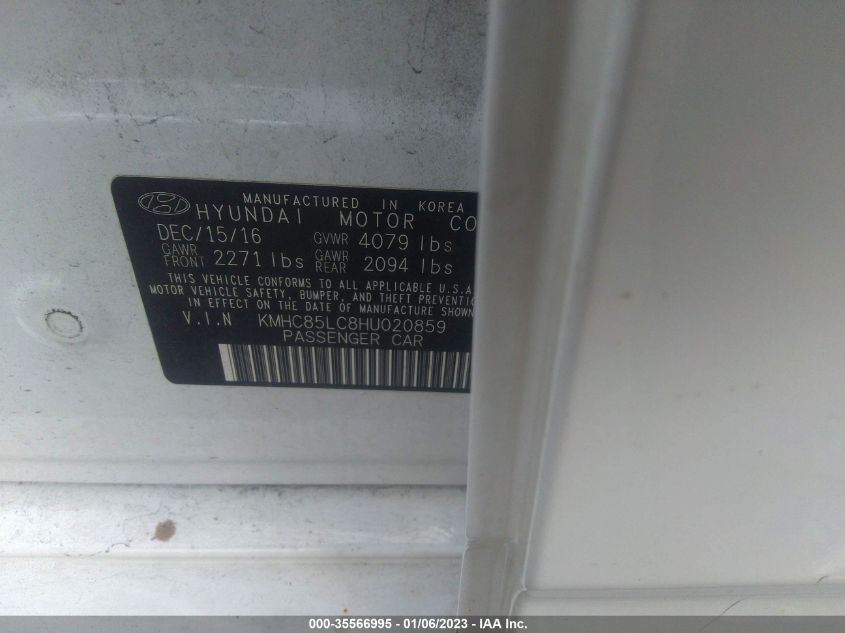 MANUFACTURED IN KOREA
HYUNDAI MOTOR CO
DEC/15/16 GVWR 4079 lbs
GAWR FRONT 2271 lbs GAWR REAR 2094 lbs
THIS VEHICLE CONFORMS TO ALL APPLICABLE U.S.A.
MOTOR VEHICLE SAFETY, BUMPER, AND THEFT PREVENTIO
IN EFFECT ON THE DATE OF MANUFACTURE SHOWN
V.I.N KMHC85LC8HU020859
PASSENGER CAR
000-35566995 - 01/06/2023 - IAA Inc.